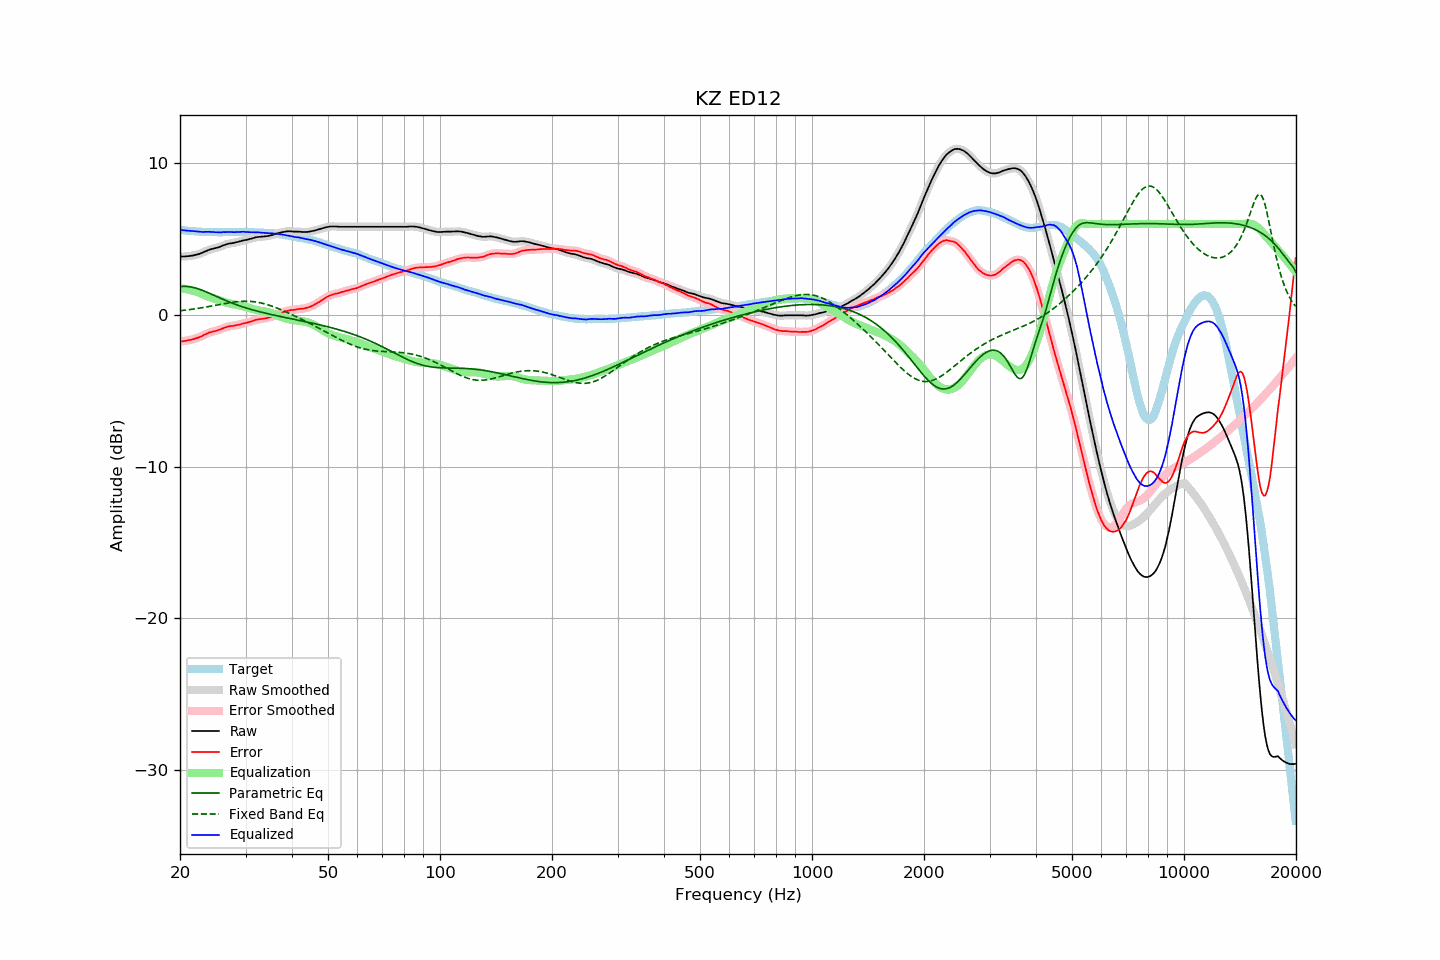 KZ ED12
10
0
−10
−20
−30
Amplitude (dBr)
Target
Raw Smoothed
Error Smoothed
Raw
Error
Equalization
Parametric Eq
Fixed Band Eq
Equalized
20 50 100 200 500 1000 2000 5000 10000 20000
Frequency (Hz)